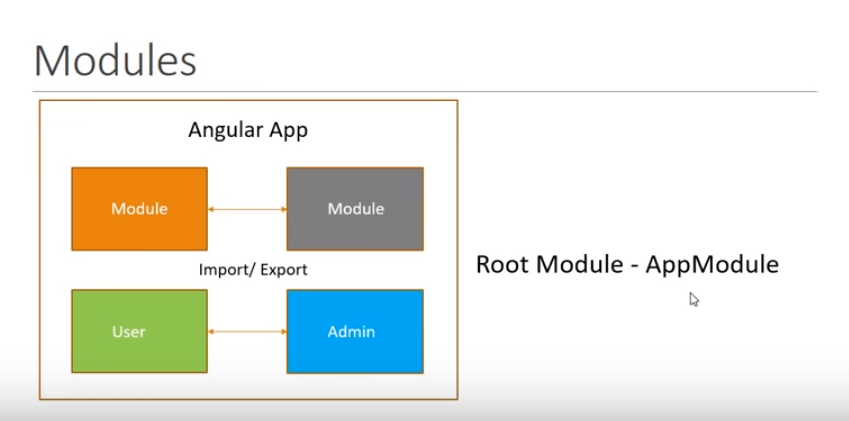 Modules
Angular App
Module
Module
Import/ Export
User
Admin
Root Module - AppModule